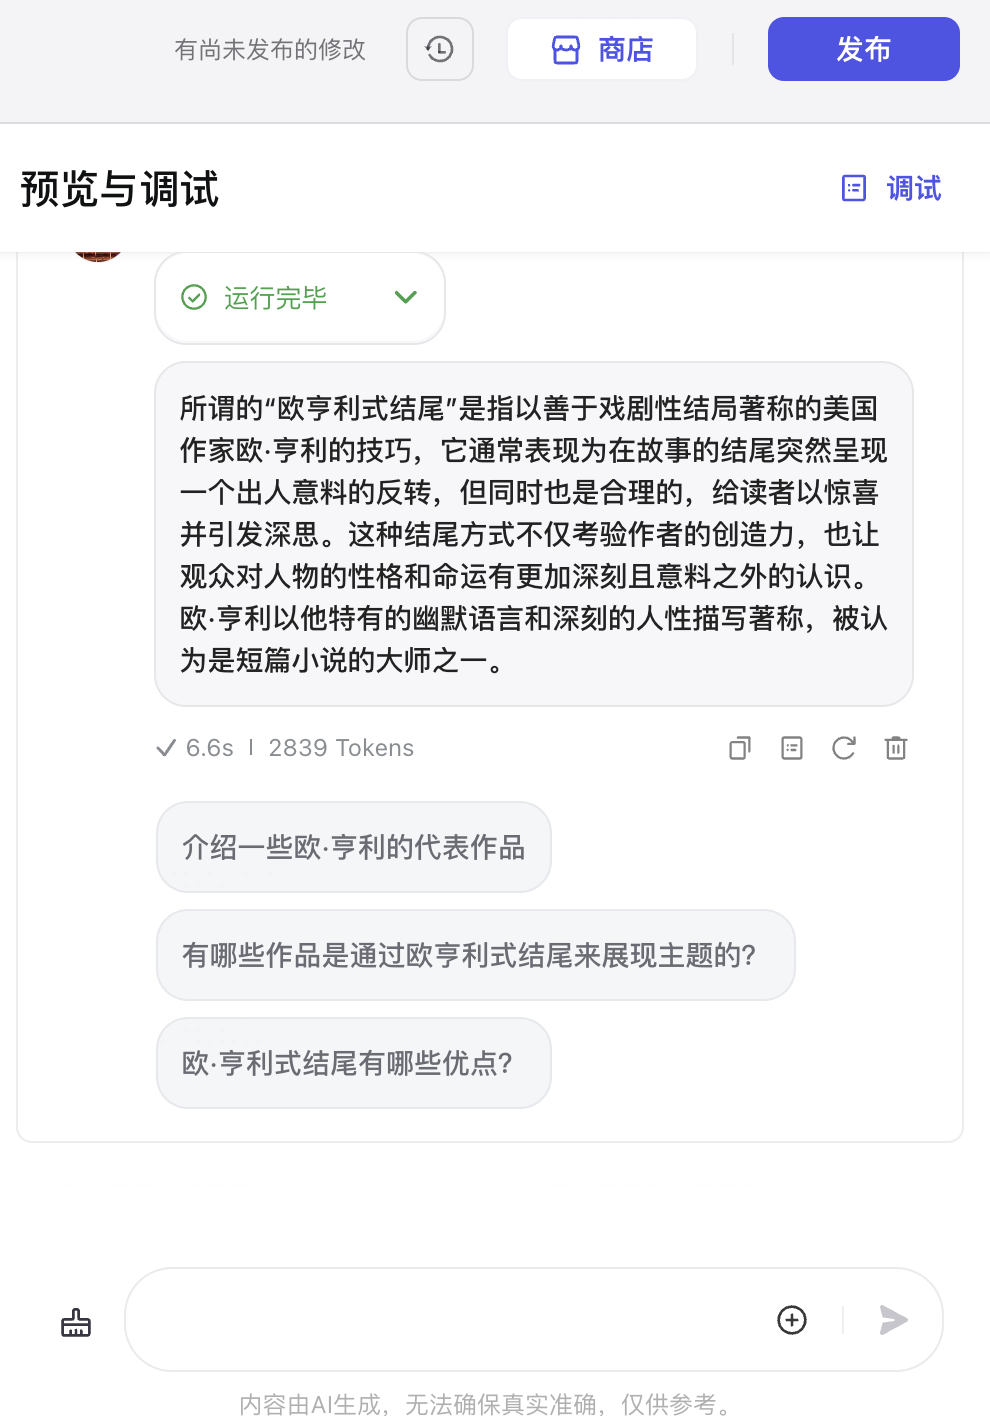 有尚未发布的修改
商店
发布
预览与调试
调试
运行完毕
所谓的“欧亨利式结尾”是指以善于戏剧性结局著称的美国
作家欧·亨利的技巧，它通常表现为在故事的结尾突然呈现
一个出人意料的反转，但同时也是合理的，给读者以惊喜
并引发深思。这种结尾方式不仅考验作者的创造力，也让
观众对人物的性格和命运有更加深刻且意料之外的认识。
欧·亨利以他特有的幽默语言和深刻的人性描写著称，被认
为是短篇小说的大师之一。
6.6s | 2839 Tokens
介绍一些欧·亨利的代表作品
有哪些作品是通过欧亨利式结尾来展现主题的?
欧·亨利式结尾有哪些优点?
内容由AI生成，无法确保真实准确，仅供参考。